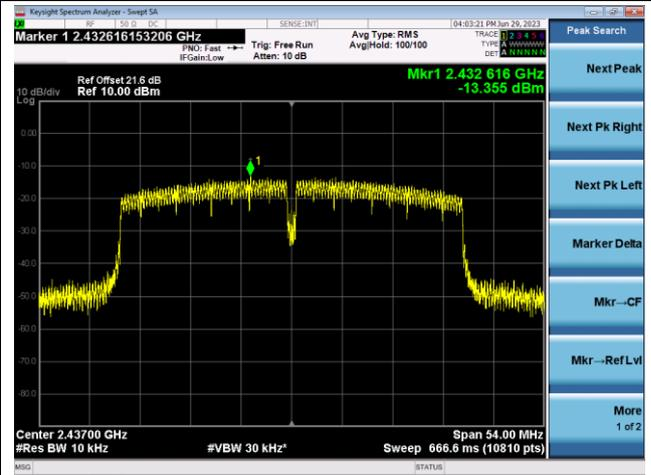 Keysight Spectrum Analyzer - Swept SA
RF 50 Ω DC SENSE:INT 04:03:21 PM Jun 29, 2023
Marker 1 2.432616153206 GHz
PNO: Fast
IFGain:Low
Trig: Free Run
Atten: 10 dB
Avg Type: RMS
Avg|Hold: 100/100
TRACE 1 2 3 4 5 6
TYPE A WWWWW
DET A N N N N N
Ref Offset 21.6 dB
Ref 10.00 dBm
10 dB/div
Log
Mkr1 2.432 616 GHz
-13.355 dBm
1
0.00
-10.0
-20.0
-30.0
-40.0
-50.0
-60.0
-70.0
-80.0
Center 2.43700 GHz
#Res BW 10 kHz
#VBW 30 kHz*
Span 54.00 MHz
Sweep 666.6 ms (10810 pts)
MSG
STATUS
Peak Search
Next Peak
Next Pk Right
Next Pk Left
Marker Delta
Mkr→CF
Mkr→Ref Lvl
More
1 of 2